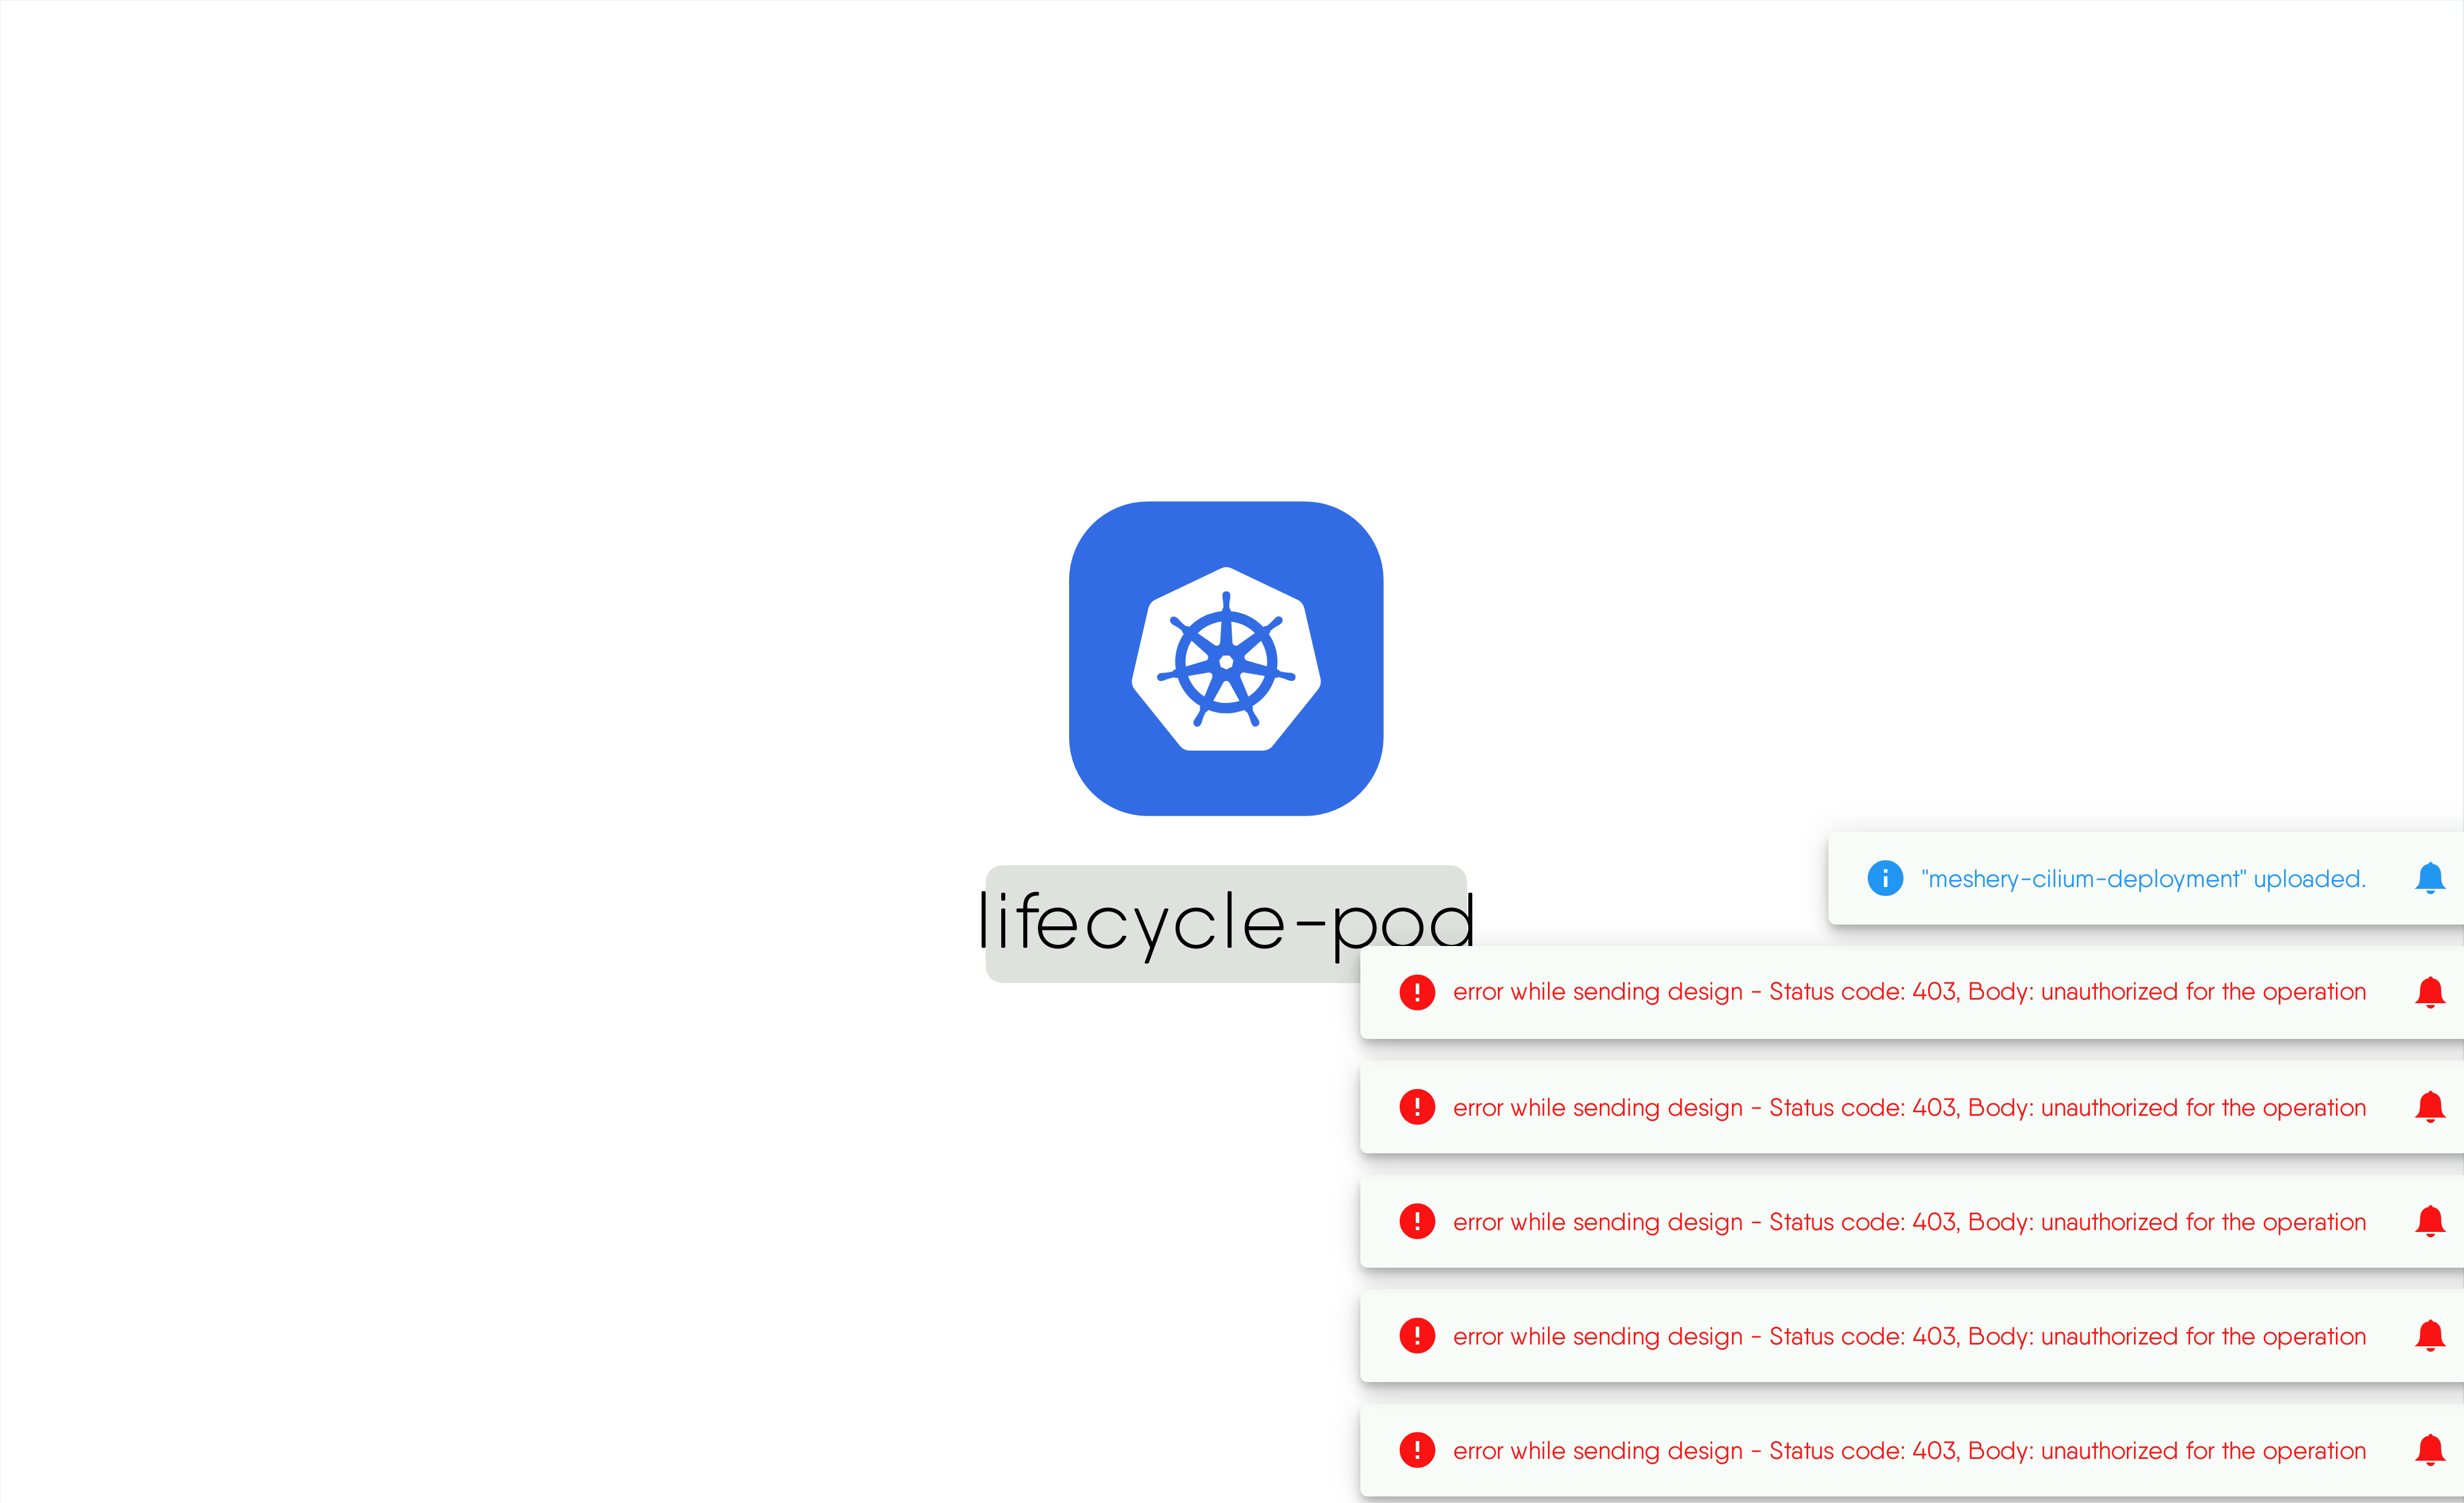 lifecycle-pod
"meshery-cilium-deployment" uploaded.
error while sending design - Status code: 403, Body: unauthorized for the operation
error while sending design - Status code: 403, Body: unauthorized for the operation
error while sending design - Status code: 403, Body: unauthorized for the operation
error while sending design - Status code: 403, Body: unauthorized for the operation
error while sending design - Status code: 403, Body: unauthorized for the operation